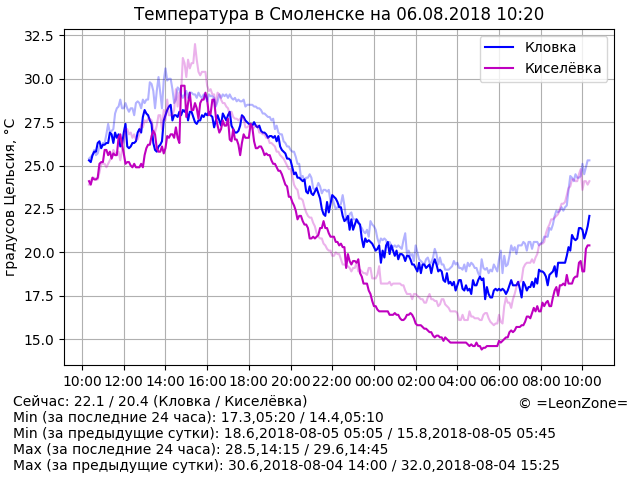 Температура в Смоленске на 06.08.2018 10:20
градусов Цельсия, °C
32.5
30.0
27.5
25.0
22.5
20.0
17.5
15.0
Кловка
Киселёвка
10:00 12:00 14:00 16:00 18:00 20:00 22:00 00:00 02:00 04:00 06:00 08:00 10:00
Сейчас: 22.1 / 20.4 (Кловка / Киселёвка)
© =LeonZone=
Min (за последние 24 часа): 17.3,05:20 / 14.4,05:10
Min (за предыдущие сутки): 18.6,2018-08-05 05:05 / 15.8,2018-08-05 05:45
Max (за последние 24 часа): 28.5,14:15 / 29.6,14:45
Max (за предыдущие сутки): 30.6,2018-08-04 14:00 / 32.0,2018-08-04 15:25